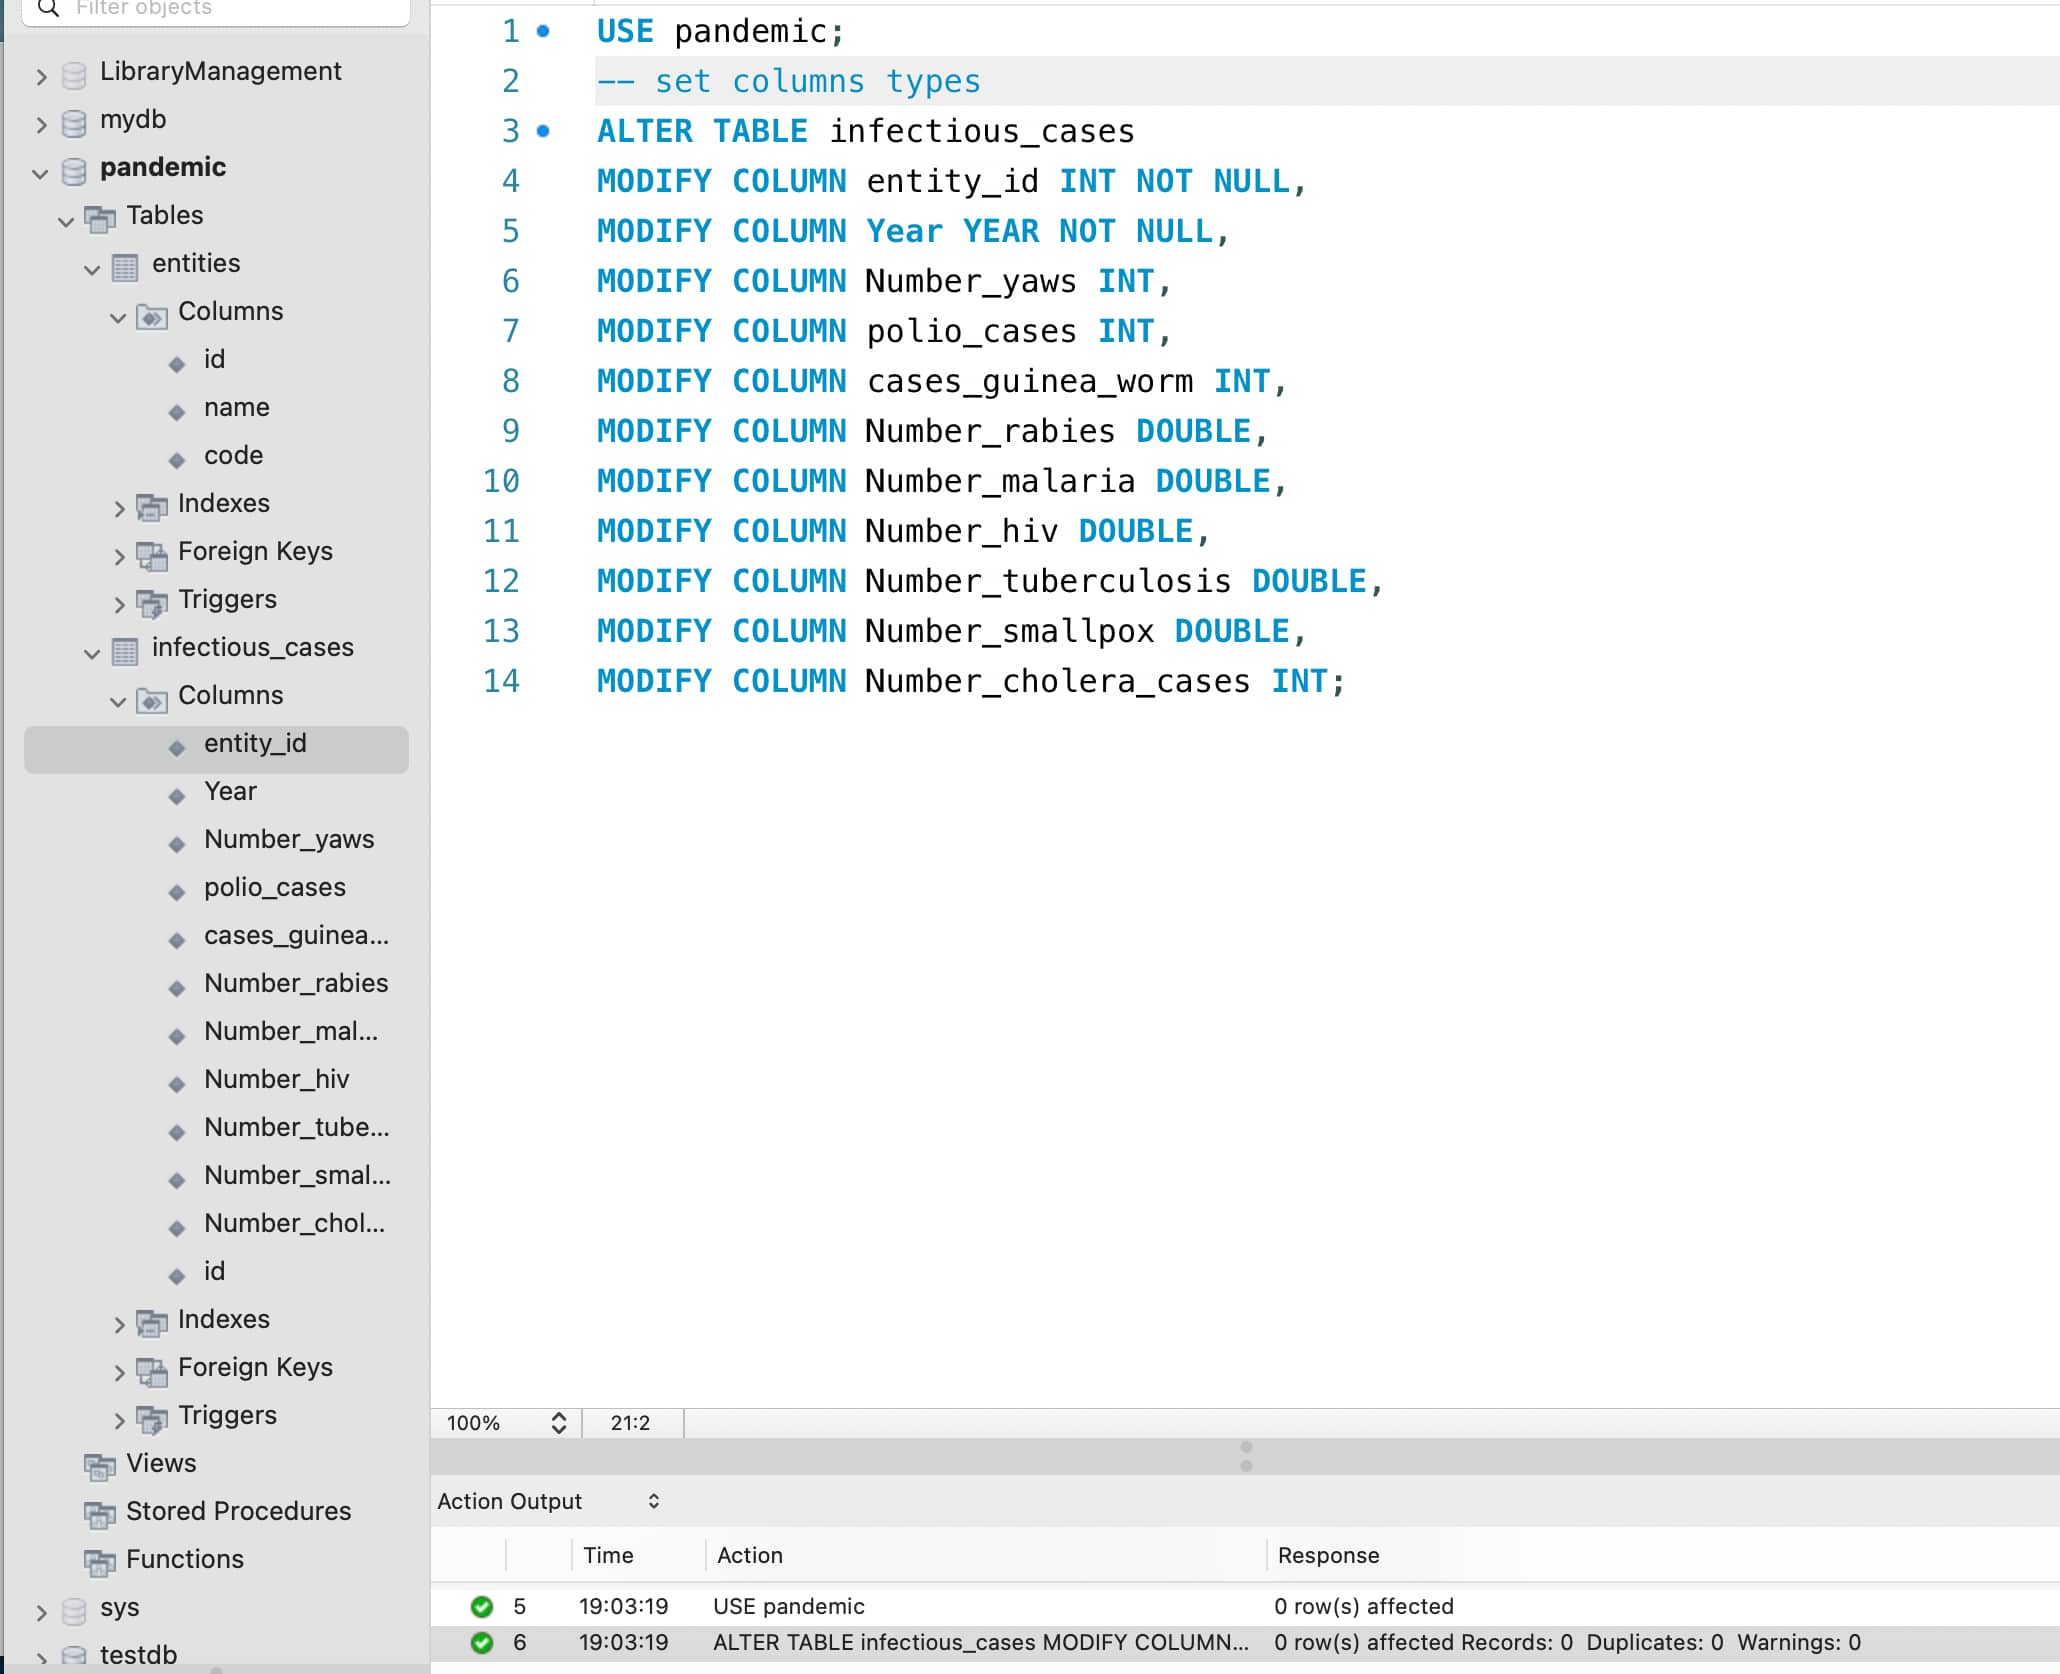 Filter objects
LibraryManagement
mydb
pandemic
Tables
entities
Columns
id
name
code
Indexes
Foreign Keys
Triggers
infectious_cases
Columns
entity_id
Year
Number_yaws
polio_cases
cases_guinea...
Number_rabies
Number_mal...
Number_hiv
Number_tube...
Number_smal...
Number_chol...
id
Indexes
Foreign Keys
Triggers
Views
Stored Procedures
Functions
sys
testdb
1 USE pandemic;
2 -- set columns types
3 ALTER TABLE infectious_cases
4 MODIFY COLUMN entity_id INT NOT NULL,
5 MODIFY COLUMN Year YEAR NOT NULL,
6 MODIFY COLUMN Number_yaws INT,
7 MODIFY COLUMN polio_cases INT,
8 MODIFY COLUMN cases_guinea_worm INT,
9 MODIFY COLUMN Number_rabies DOUBLE,
10 MODIFY COLUMN Number_malaria DOUBLE,
11 MODIFY COLUMN Number_hiv DOUBLE,
12 MODIFY COLUMN Number_tuberculosis DOUBLE,
13 MODIFY COLUMN Number_smallpox DOUBLE,
14 MODIFY COLUMN Number_cholera_cases INT;
100% 21:2
Action Output
Time Action Response
5 19:03:19 USE pandemic 0 row(s) affected
6 19:03:19 ALTER TABLE infectious_cases MODIFY COLUMN... 0 row(s) affected Records: 0 Duplicates: 0 Warnings: 0